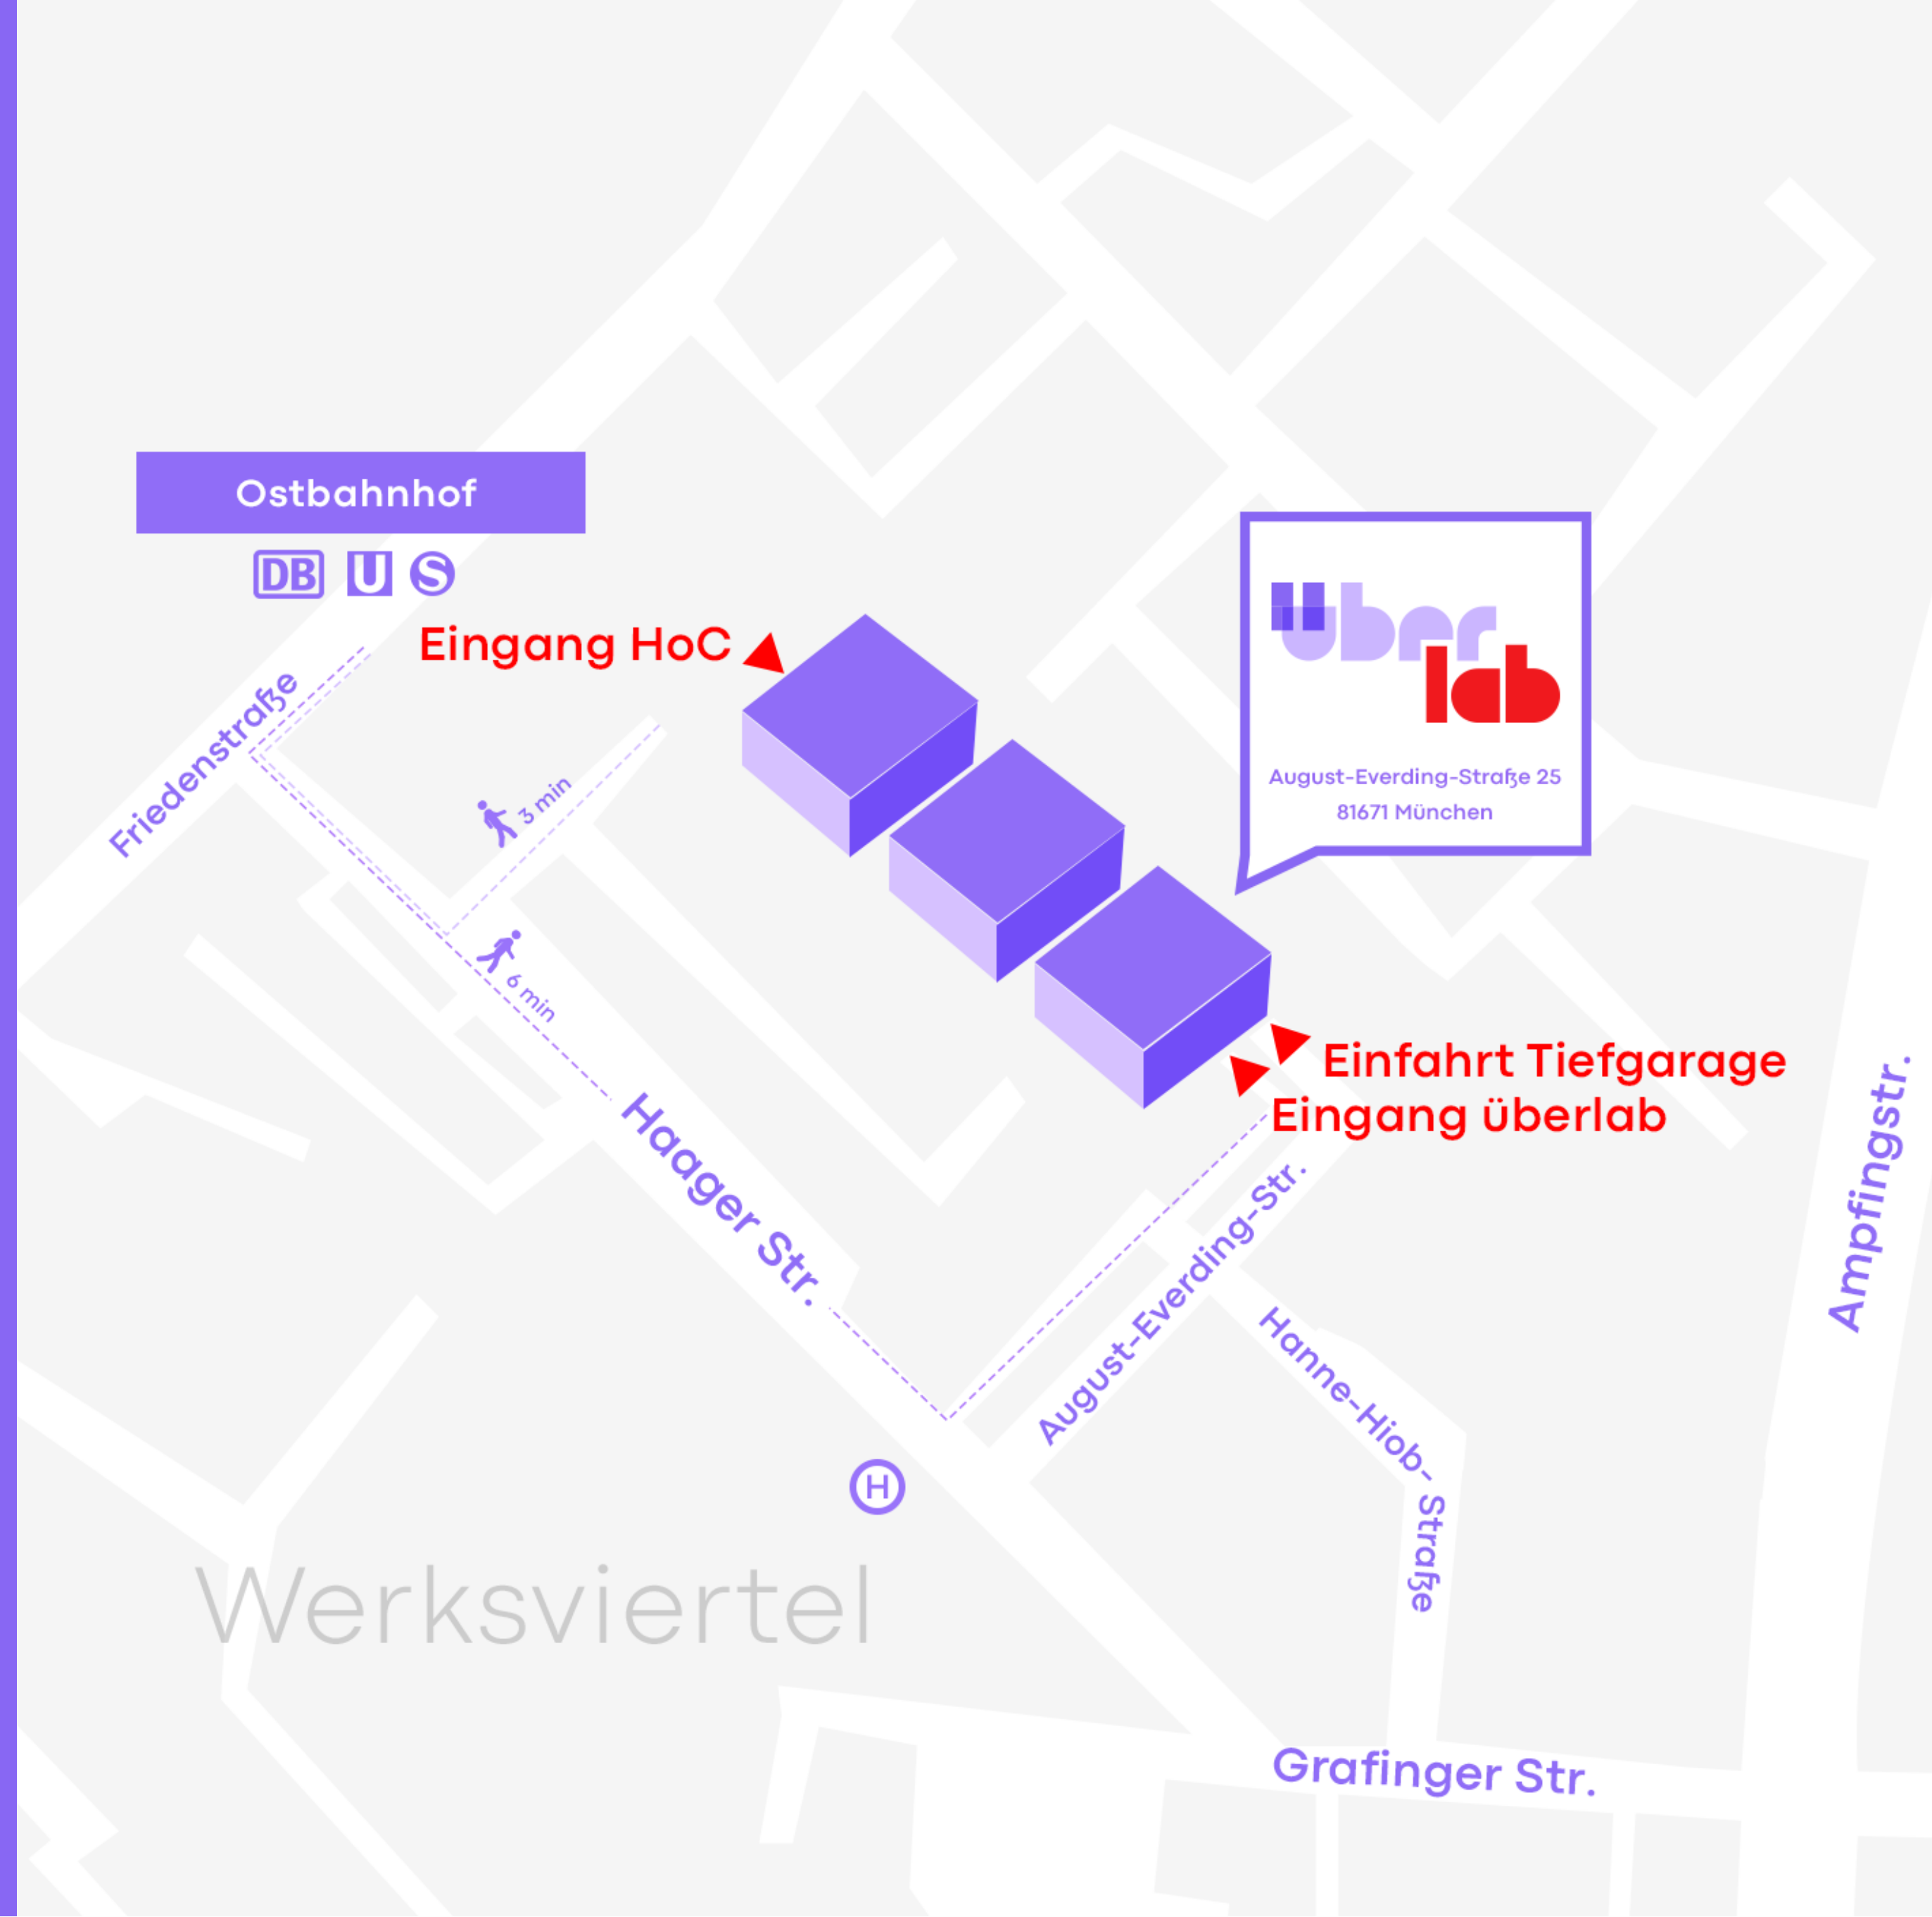 Ostbahnhof
DB U S
Eingang HoC
Friedenstraße
3 min
6 min
überlab
August-Everding-Straße 25
81671 München
Einfahrt Tiefgarage
Eingang überlab
Haager Str.
August-Everding-Str.
Hanne-Hiob-
Straße
Ampfingstr.
H
Werksviertel
Grafinger Str.